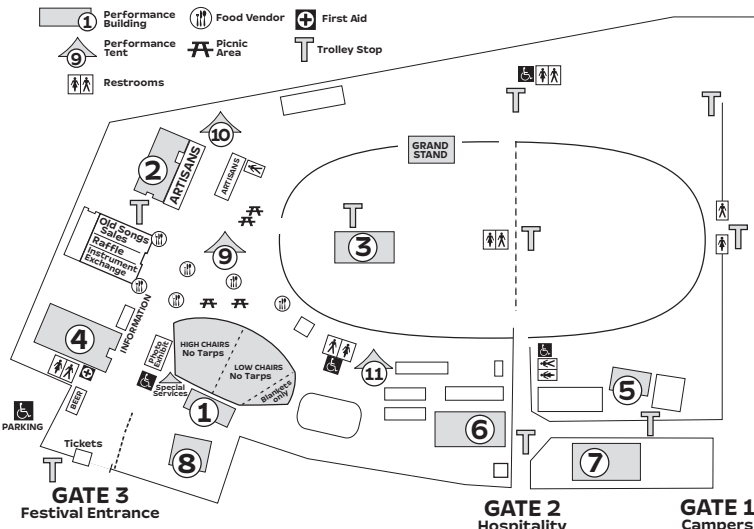 1
Performance
Building
Food Vendor
First Aid
9
Performance
Tent
Picnic
Area
T
Trolley Stop
Restrooms
10
2
ARTISANS
ARTISANS
GRAND
STAND
Old Songs
Sales
Raffle
Instrument
Exchange
9
3
4
INFORMATION
Photo
Exhibit
HIGH CHAIRS
No Tarps
LOW CHAIRS
No Tarps
Blankets
only
Special
Services
1
11
5
6
7
8
BEER
PARKING
Tickets
GATE 3
Festival Entrance
GATE 2
Hospitality
GATE 1
Campers